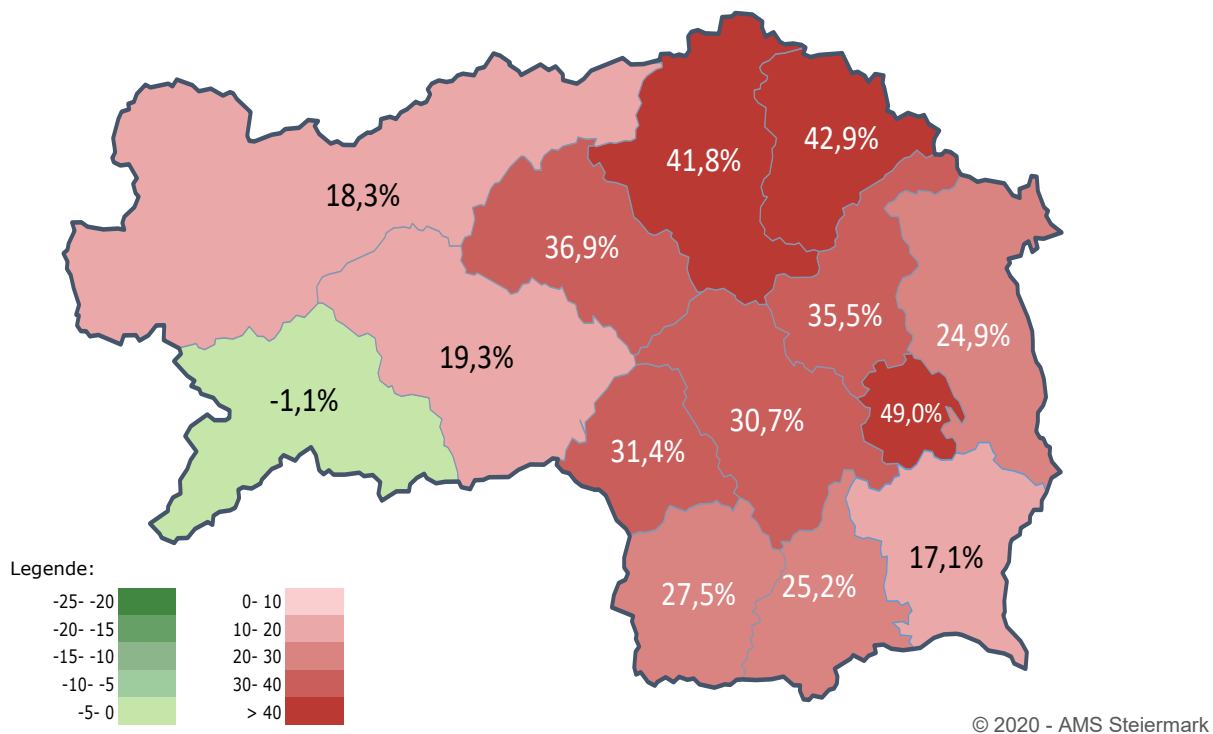 42,9%
41,8%
18,3%
36,9%
35,5%
24,9%
19,3%
-1,1%
49,0%
30,7%
31,4%
17,1%
25,2%
27,5%
Legende:
-25- -20 0- 10
-20- -15 10- 20
-15- -10 20- 30
-10- -5 30- 40
-5- 0 > 40
© 2020 - AMS Steiermark